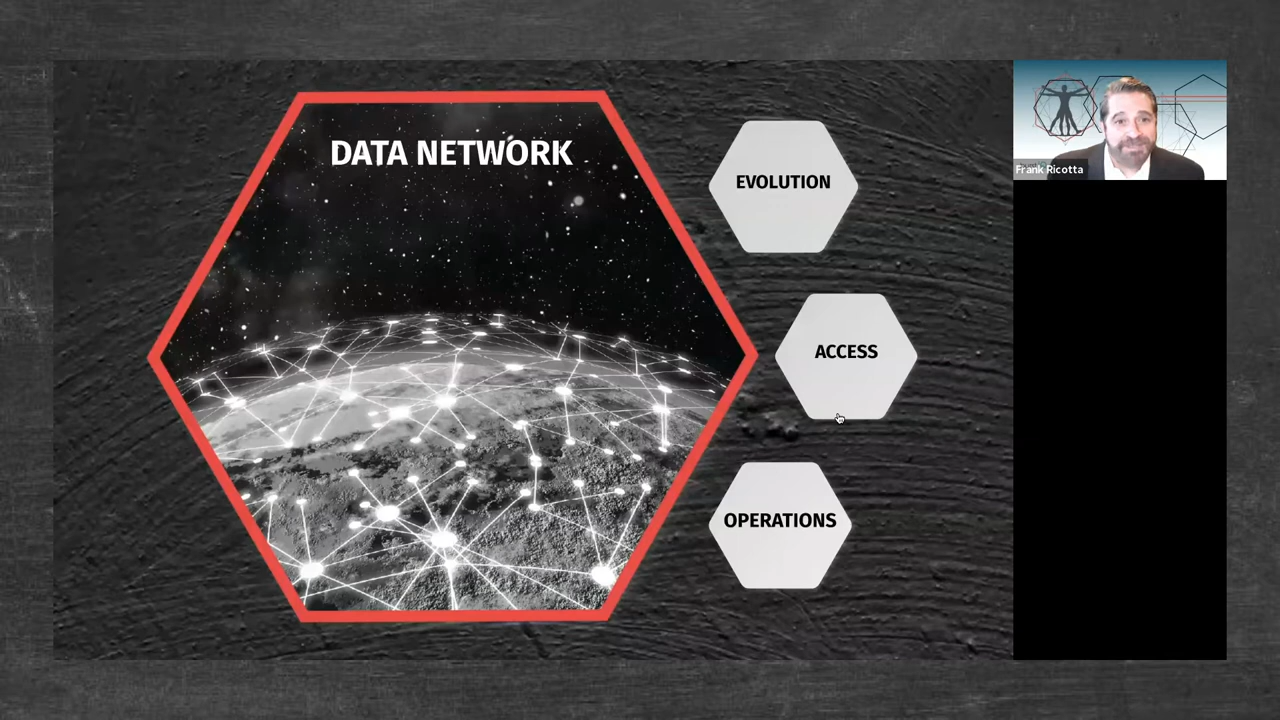 DATA NETWORK
EVOLUTION
ACCESS
OPERATIONS
Frank Ricotta